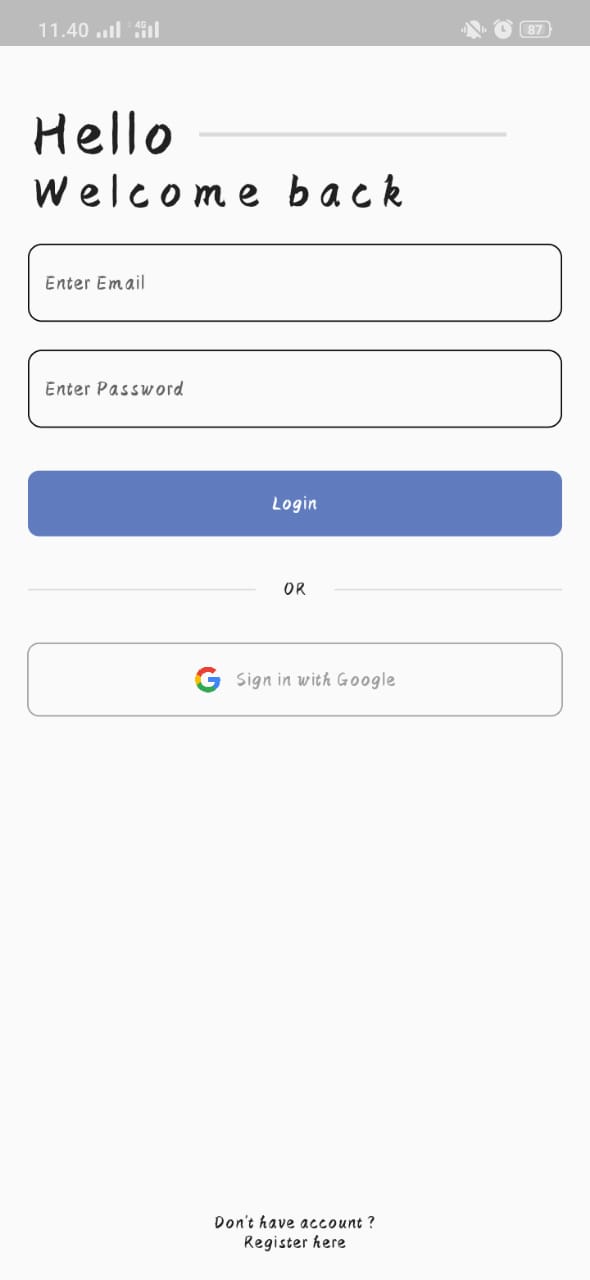 11.40 4G 87
Hello
Welcome back
Enter Email
Enter Password
Login
OR
Sign in with Google
Don't have account ?
Register here